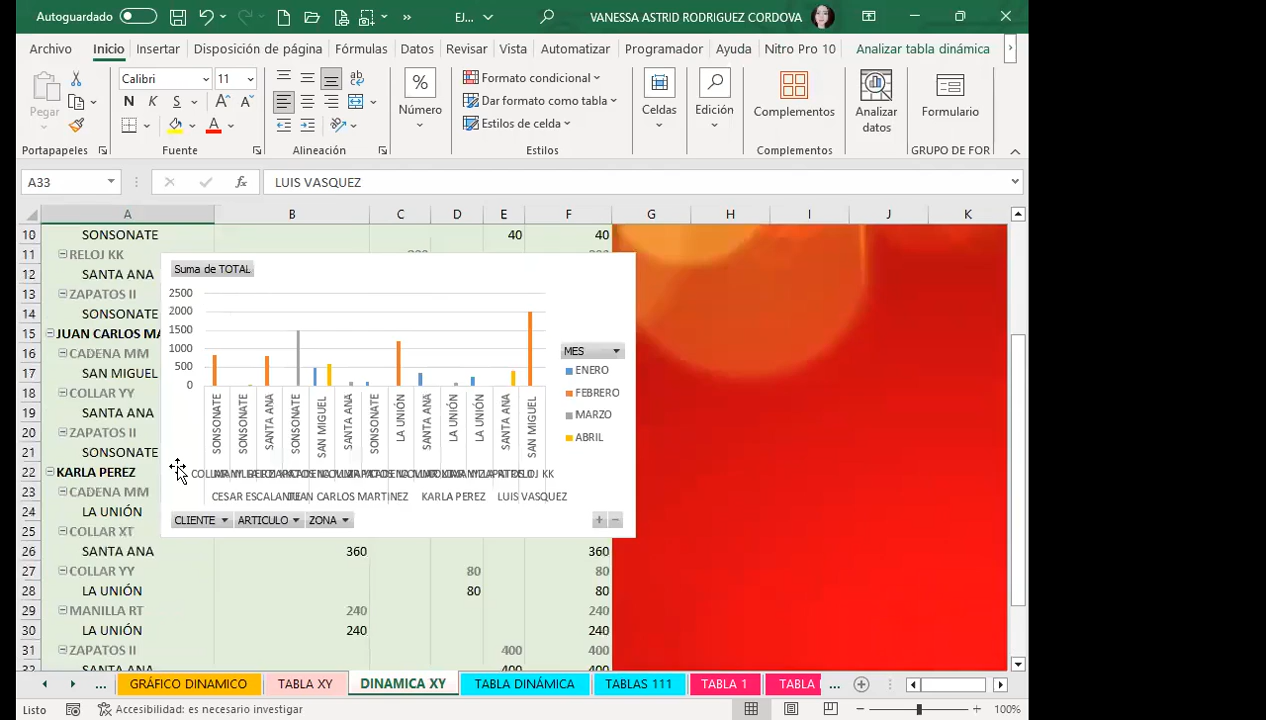 Autoguardado EJ... VANESSA ASTRID RODRIGUEZ CORDOVA
Archivo Inicio Insertar Disposición de página Fórmulas Datos Revisar Vista Automatizar Programador Ayuda Nitro Pro 10 Analizar tabla dinámica
Pegar Calibri 11 N K S A A A Número % Formato condicional Dar formato como tabla Estilos de celda Celdas Edición Complementos Analizar datos Formulario
Portapapeles Fuente Alineación Estilos Complementos GRUPO DE FOR
A33 fx LUIS VASQUEZ
A B C D E F G H I J K
10 SONSONATE 40 40
11 RELOJ KK
12 SANTA ANA
13 ZAPATOS II
14 SONSONATE
15 JUAN CARLOS MA
16 CADENA MM
17 SAN MIGUEL
18 COLLAR YY
19 SANTA ANA
20 ZAPATOS II
21 SONSONATE
22 KARLA PEREZ
23 CADENA MM
24 LA UNIÓN
25 COLLAR XT
26 SANTA ANA 360 360
27 COLLAR YY 80 80
28 LA UNIÓN 80 80
29 MANILLA RT 240 240
30 LA UNIÓN 240 240
31 ZAPATOS II 400 400
32 SANTA ANA 400 400
Suma de TOTAL
2500
2000
1500
1000
500
0
MES
ENERO
FEBRERO
MARZO
ABRIL
SONSONATE SONSONATE SANTA ANA SONSONATE SAN MIGUEL SANTA ANA SONSONATE LA UNIÓN SANTA ANA LA UNIÓN LA UNIÓN SANTA ANA SAN MIGUEL
CESAR ESCALANTE JUAN CARLOS MARTINEZ KARLA PEREZ LUIS VASQUEZ
CLIENTE ARTICULO ZONA + −
... GRÁFICO DINAMICO TABLA XY DINAMICA XY TABLA DINÁMICA TABLAS 111 TABLA 1 TABLA ...
Listo Accesibilidad: es necesario investigar 100%